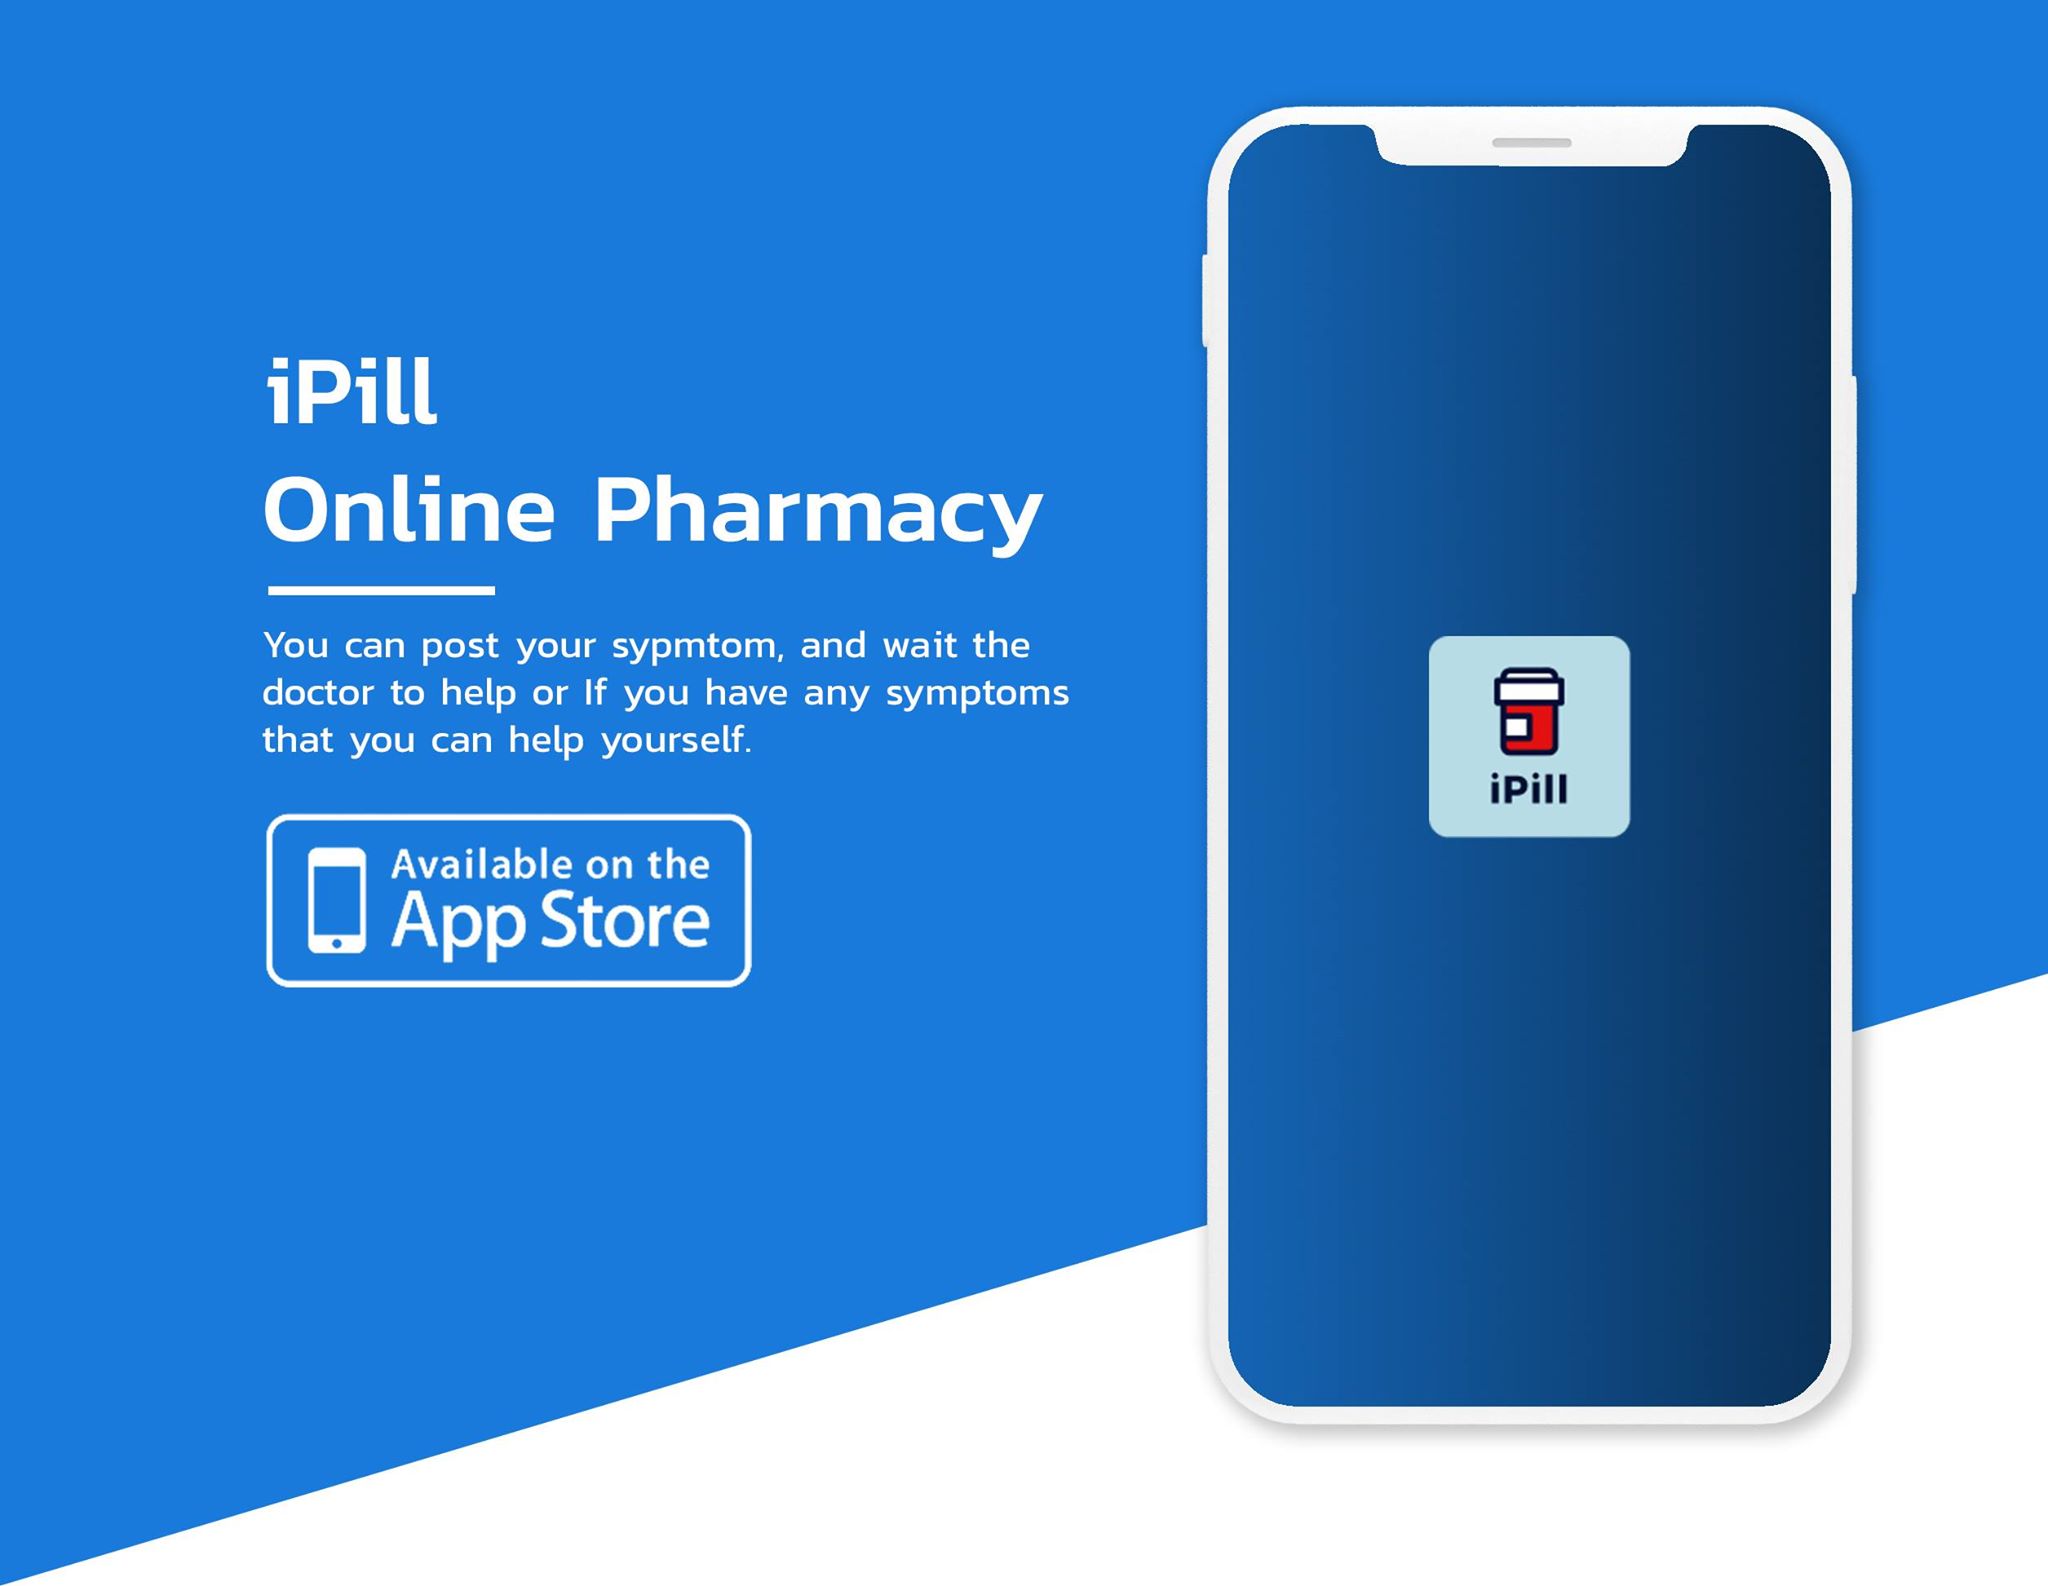 iPill
Online Pharmacy
You can post your sypmtom, and wait the
doctor to help or If you have any symptoms
that you can help yourself.
Available on the
App Store
iPill